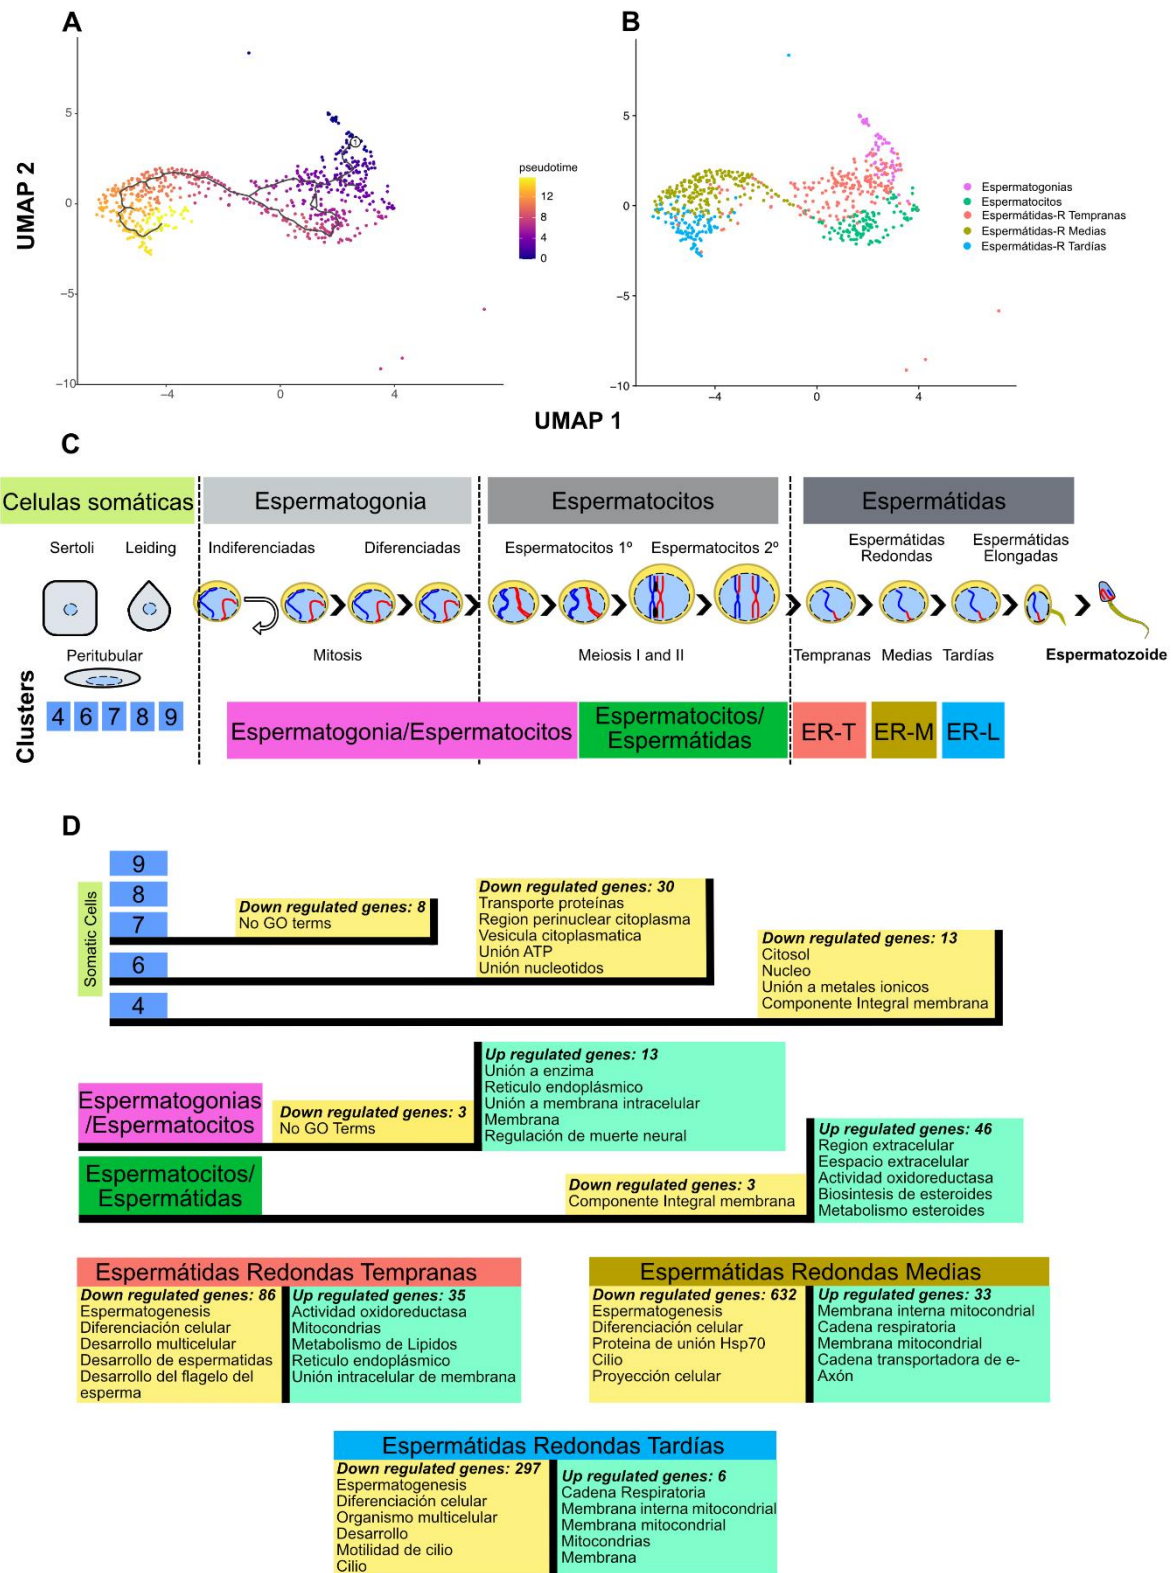 A
B
UMAP 2
5
0
−5
−10
−4
0
4
pseudotime
12
8
4
0
5
0
−5
−10
−4
0
4
Espermatogonias
Espermatocitos
Espermátidas-R Tempranas
Espermátidas-R Medias
Espermátidas-R Tardías
1
UMAP 1
C
Celulas somáticas
Espermatogonia
Espermatocitos
Espermátidas
Sertoli
Leiding
Indiferenciadas
Diferenciadas
Espermatocitos 1º
Espermatocitos 2º
Espermátidas
Redondas
Espermátidas
Elongadas
Peritubular
Mitosis
Meiosis I and II
Tempranas
Medias
Tardías
Espermatozoide
Clusters
4 6 7 8 9
Espermatogonia/Espermatocitos
Espermatocitos/
Espermátidas
ER-T
ER-M
ER-L
D
Somatic Cells
9
8
7
6
4
Down regulated genes: 8
No GO terms
Down regulated genes: 30
Transporte proteínas
Region perinuclear citoplasma
Vesicula citoplasmatica
Unión ATP
Unión nucleotidos
Down regulated genes: 13
Citosol
Nucleo
Unión a metales ionicos
Componente Integral membrana
Espermatogonias
/Espermatocitos
Down regulated genes: 3
No GO Terms
Up regulated genes: 13
Unión a enzima
Reticulo endoplásmico
Unión a membrana intracelular
Membrana
Regulación de muerte neural
Espermatocitos/
Espermátidas
Down regulated genes: 3
Componente Integral membrana
Up regulated genes: 46
Region extracelular
Eespacio extracelular
Actividad oxidoreductasa
Biosintesis de esteroides
Metabolismo esteroides
Espermátidas Redondas Tempranas
Down regulated genes: 86
Espermatogenesis
Diferenciación celular
Desarrollo multicelular
Desarrollo de espermatidas
Desarrollo del flagelo del
esperma
Up regulated genes: 35
Actividad oxidoreductasa
Mitocondrias
Metabolismo de Lipidos
Reticulo endoplásmico
Unión intracelular de membrana
Espermátidas Redondas Medias
Down regulated genes: 632
Espermatogenesis
Diferenciación celular
Proteina de unión Hsp70
Cilio
Proyección celular
Up regulated genes: 33
Membrana interna mitocondrial
Cadena respiratoria
Membrana mitocondrial
Cadena transportadora de e-
Axón
Espermátidas Redondas Tardías
Down regulated genes: 297
Espermatogenesis
Diferenciación celular
Organismo multicelular
Desarrollo
Motilidad de cilio
Cilio
Up regulated genes: 6
Cadena Respiratoria
Membrana interna mitocondrial
Membrana mitocondrial
Mitocondrias
Membrana